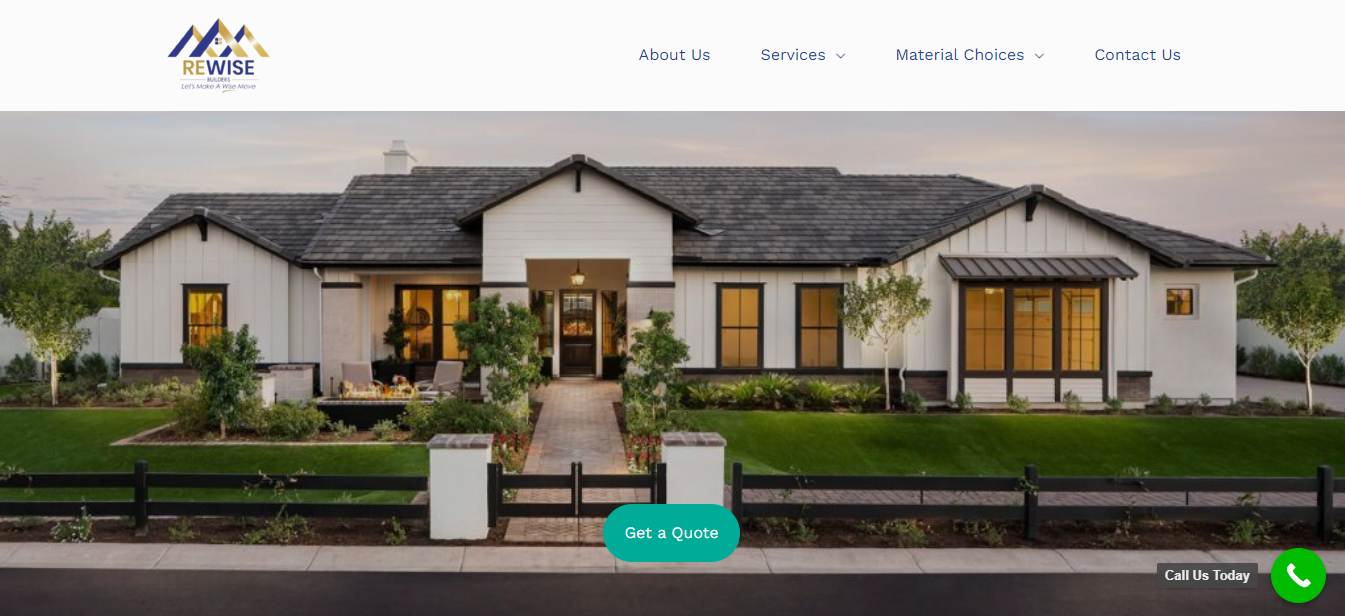 REWISE
BUILDERS
Let's Make A Wise Move
About Us
Services
Material Choices
Contact Us
Get a Quote
Call Us Today